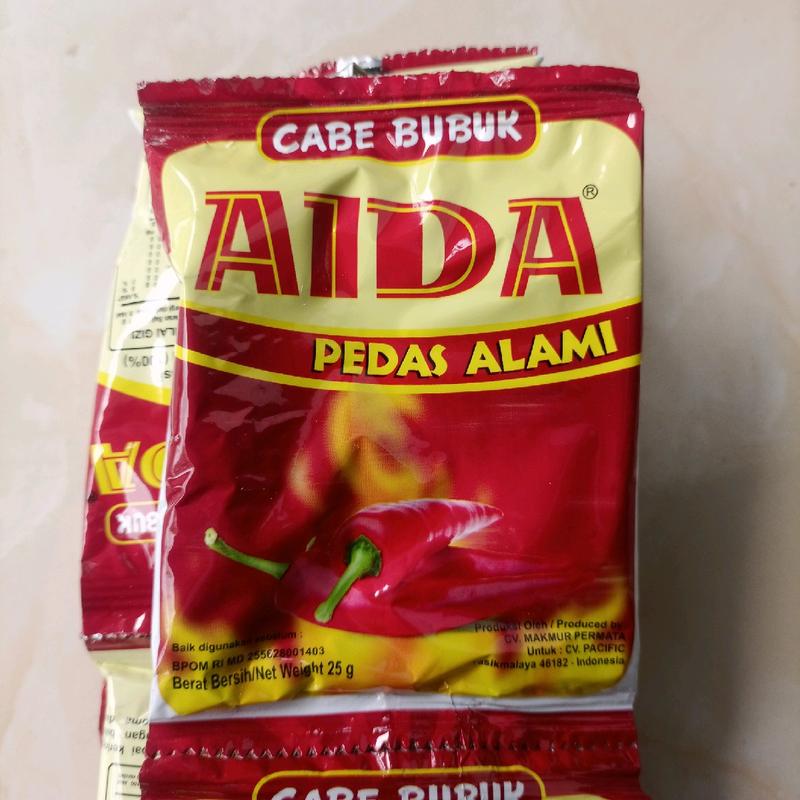 CABE BUBUK
AIDA®
PEDAS ALAMI
Baik digunakan sebelum :
BPOM RI MD 255628001403
Berat Bersih/Net Weight 25 g
Produksi Oleh / Produced by:
CV. MAKMUR PERMATA
Untuk : CV. PACIFIC
Tasikmalaya 46182 - Indonesia
CABE BUBUK